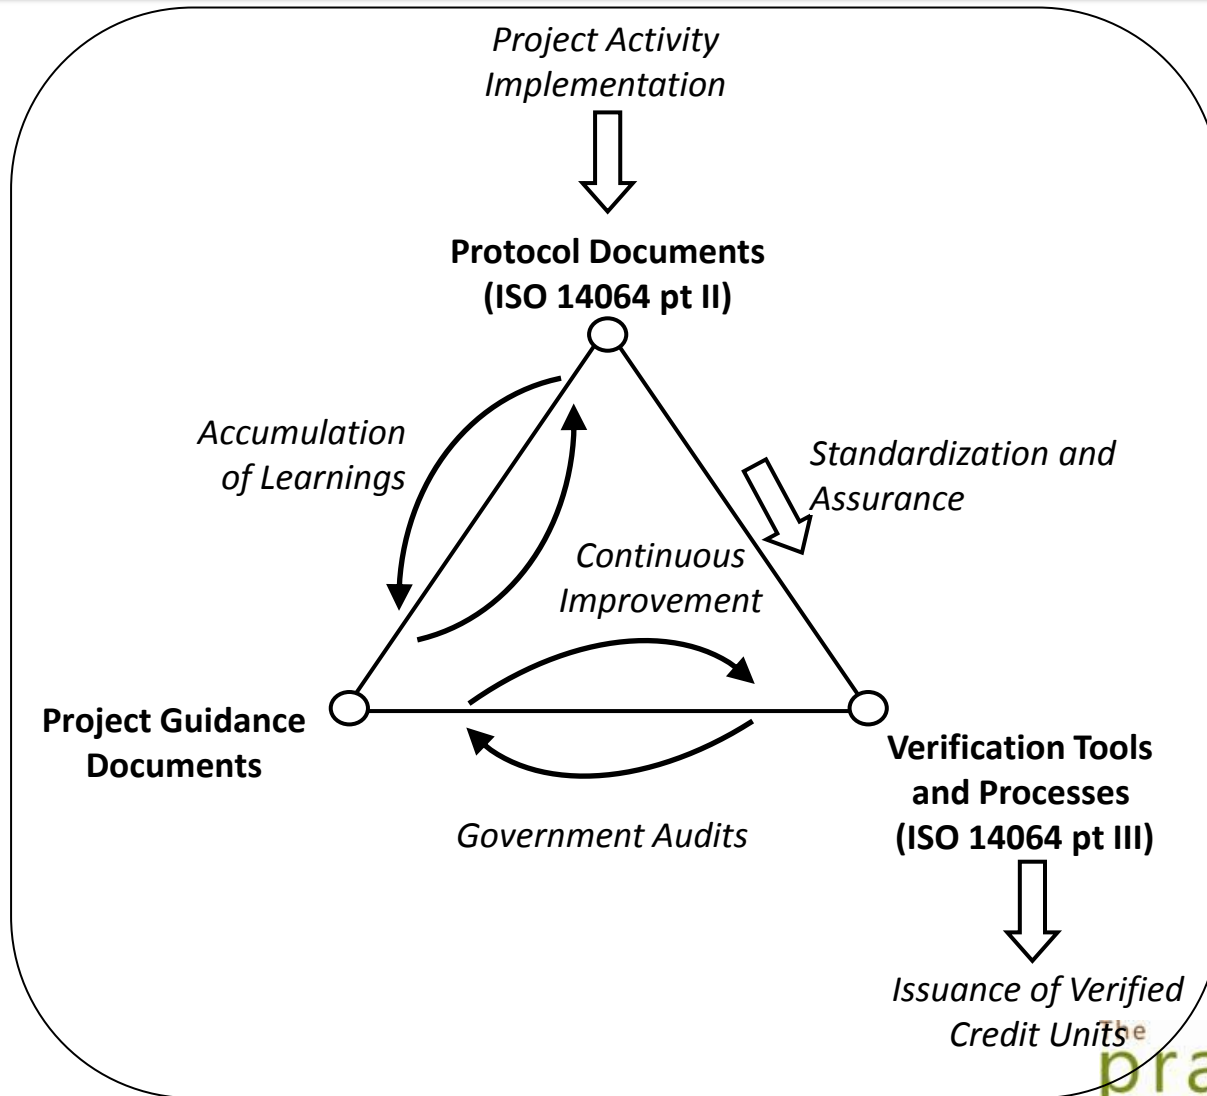 Project Activity
Implementation
Protocol Documents
(ISO 14064 pt II)
Accumulation
of Learnings
Standardization and
Assurance
Continuous
Improvement
Project Guidance
Documents
Verification Tools
and Processes
(ISO 14064 pt III)
Government Audits
Issuance of Verified
Credit Units
The